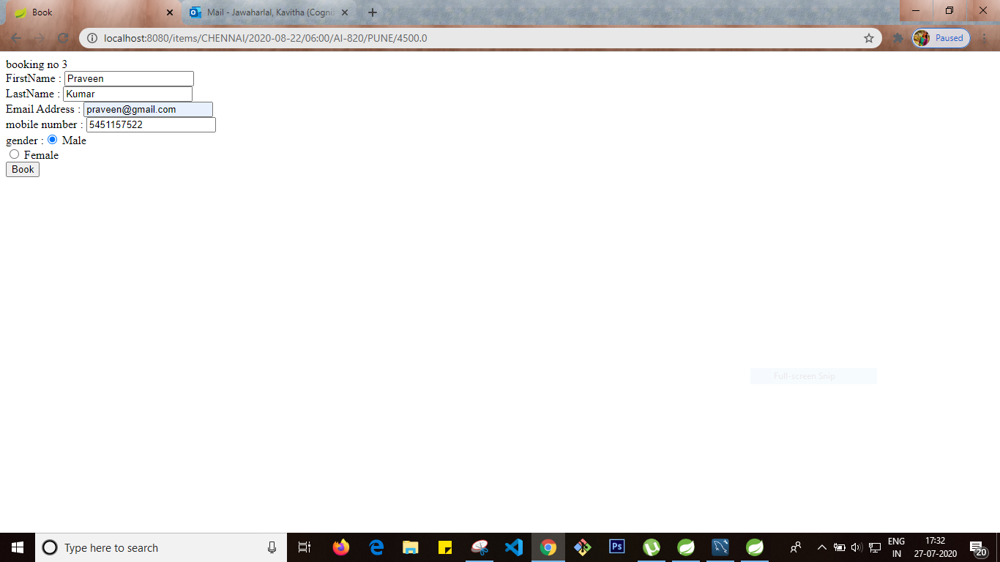 Book
Mail - Jawaharlal, Kavitha (Cogni
localhost:8080/items/CHENNAI/2020-08-22/06:00/AI-820/PUNE/4500.0
Paused
booking no 3
FirstName : Praveen
LastName : Kumar
Email Address : praveen@gmail.com
mobile number : 5451157522
gender : Male
Female
Book
Full-screen Snip
Type here to search
Ps
ENG
IN
17:32
27-07-2020
20